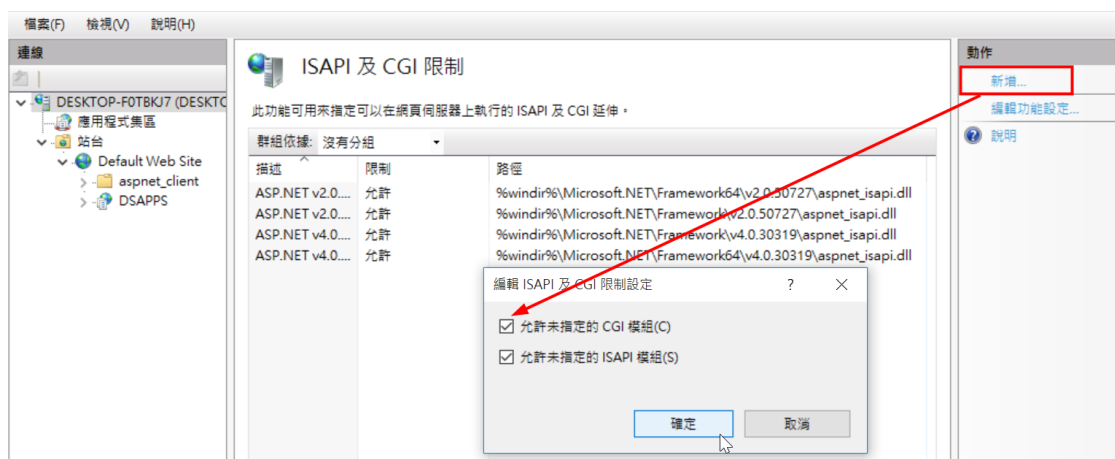 檔案(F) 檢視(V) 說明(H)
連線
DESKTOP-F0TBKJ7 (DESKTC
應用程式集區
站台
Default Web Site
aspnet_client
DSAPPS
ISAPI 及 CGI 限制
此功能可用來指定可以在網頁伺服器上執行的 ISAPI 及 CGI 延伸。
群組依據: 沒有分組
描述 限制 路徑
ASP.NET v2.0.... 允許 %windir%\Microsoft.NET\Framework64\v2.0.50727\aspnet_isapi.dll
ASP.NET v2.0.... 允許 %windir%\Microsoft.NET\Framework\v2.0.50727\aspnet_isapi.dll
ASP.NET v4.0.... 允許 %windir%\Microsoft.NET\Framework\v4.0.30319\aspnet_isapi.dll
ASP.NET v4.0.... 允許 %windir%\Microsoft.NET\Framework64\v4.0.30319\aspnet_isapi.dll
編輯 ISAPI 及 CGI 限制設定 ?
允許未指定的 CGI 模組(C)
允許未指定的 ISAPI 模組(S)
確定 取消
動作
新增...
編輯功能設定...
說明